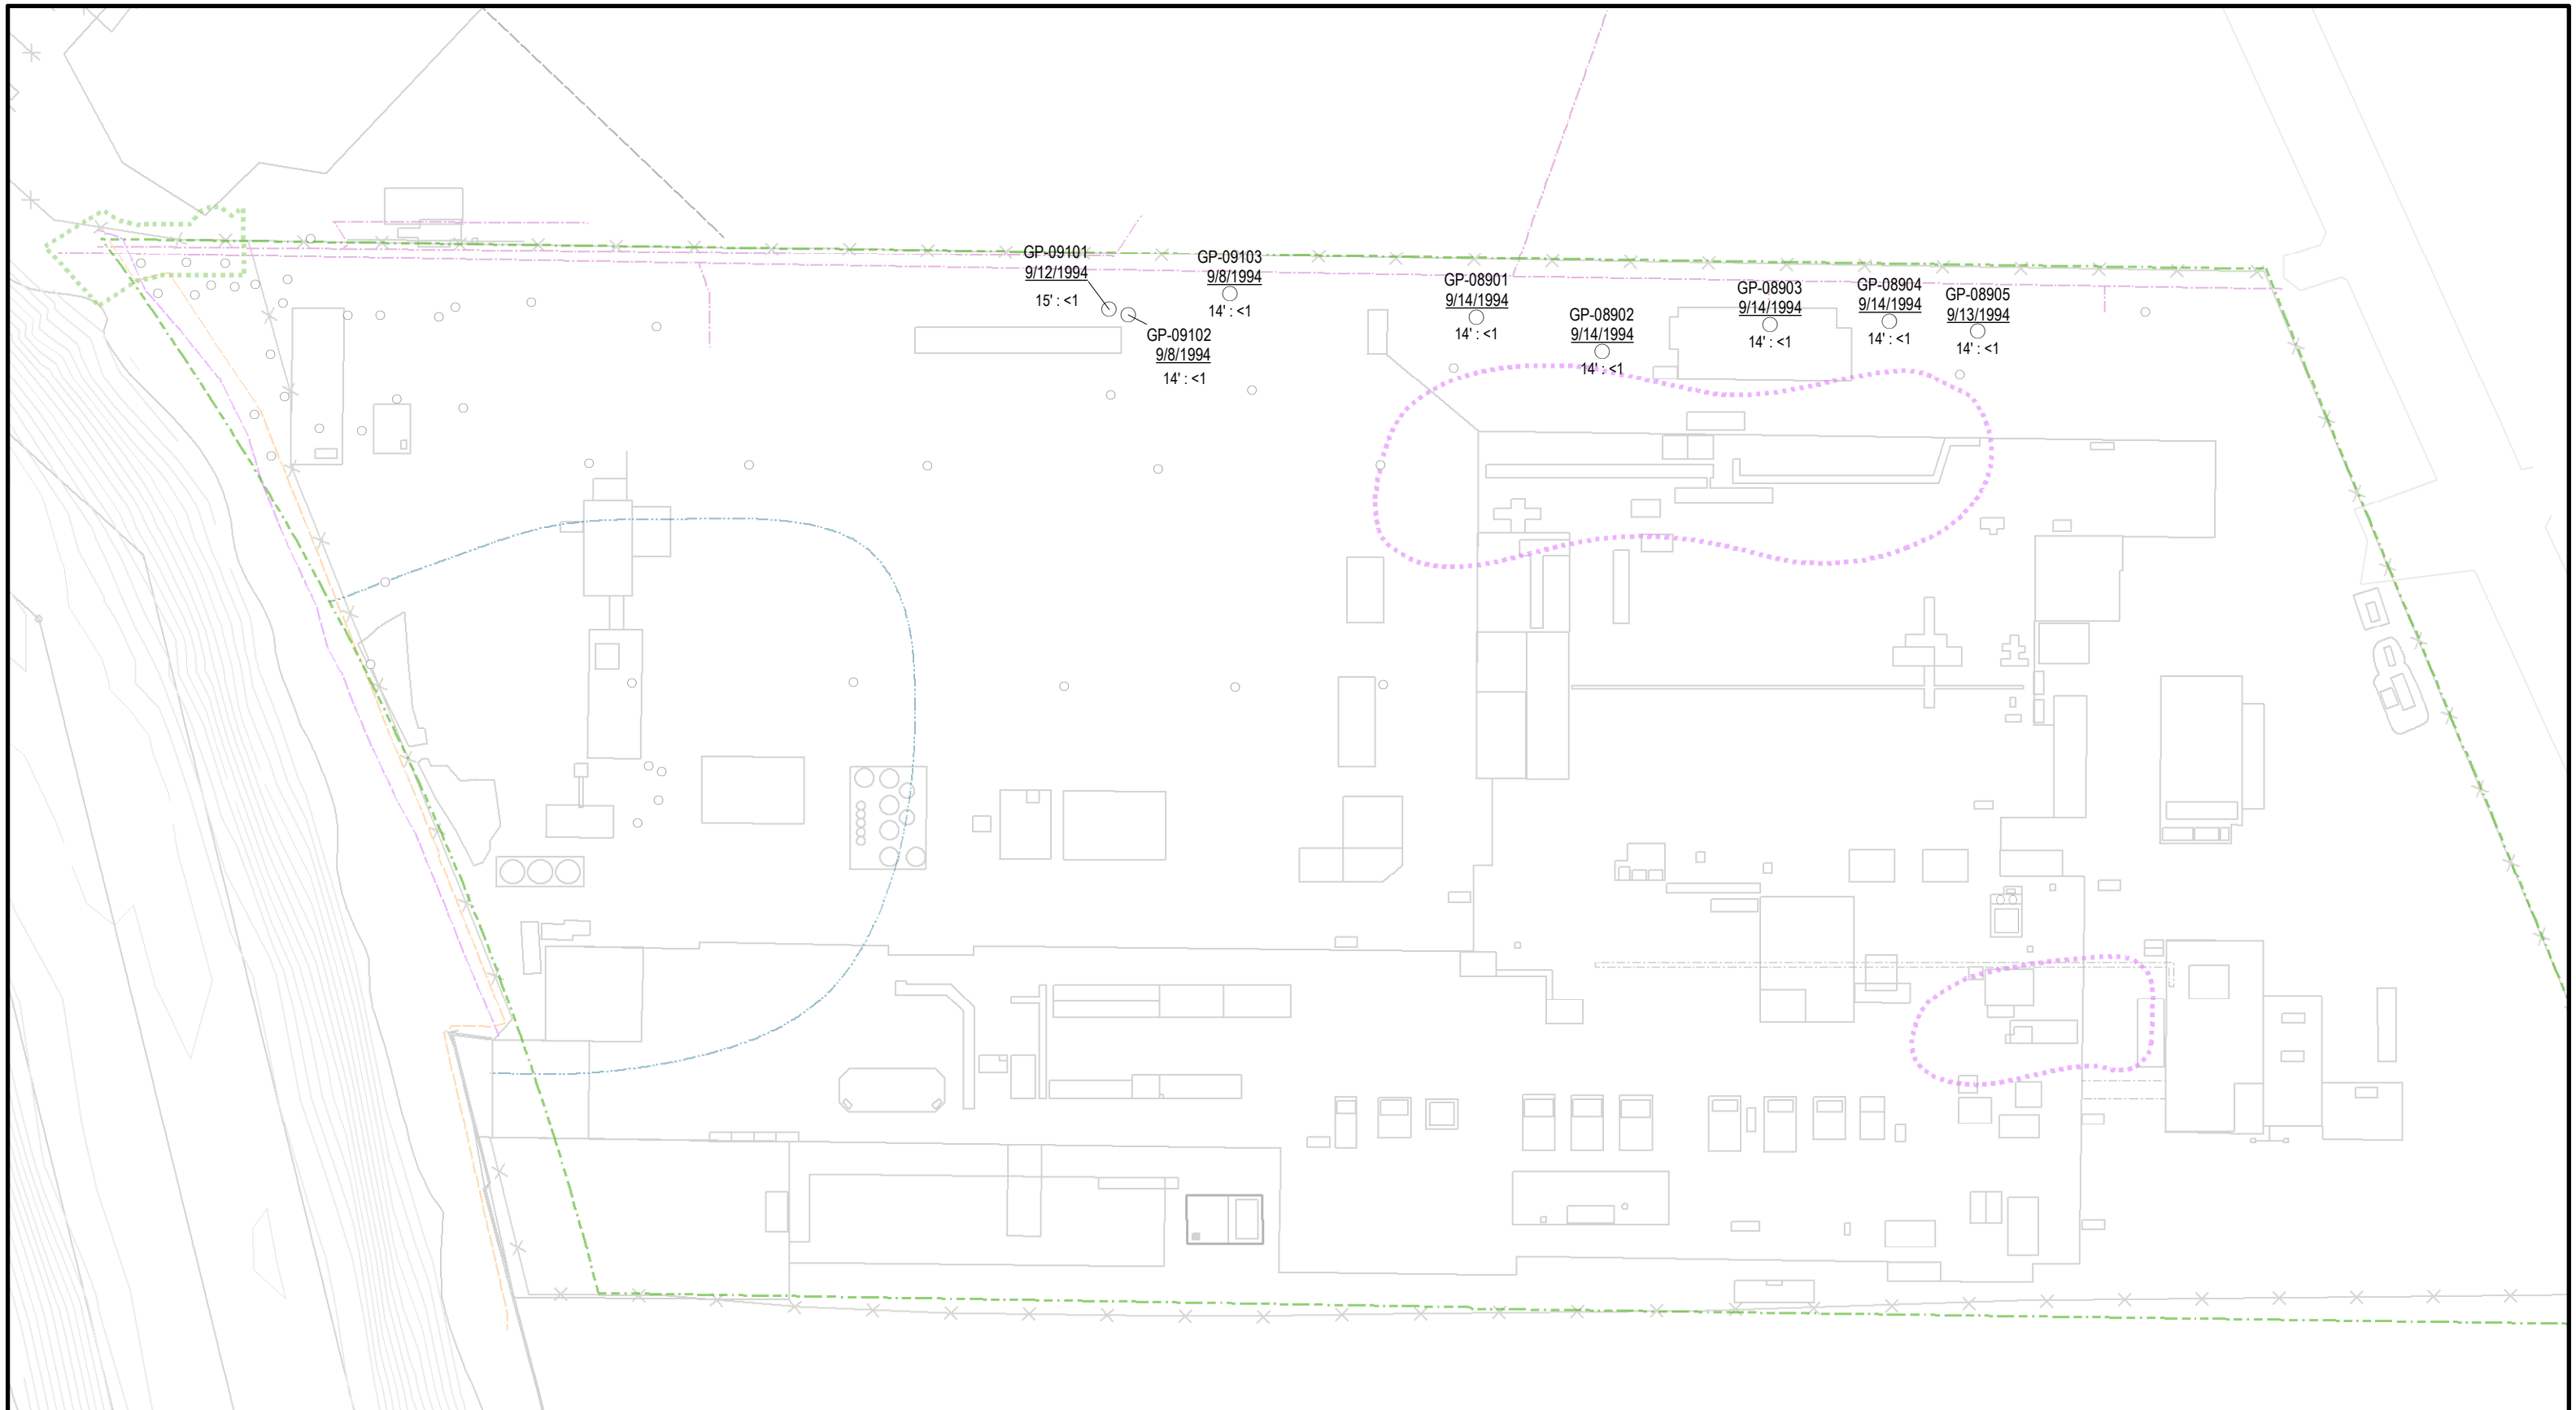 GP-09101
9/12/1994
15' : <1
GP-09102
9/8/1994
14' : <1
GP-09103
9/8/1994
14' : <1
GP-08901
9/14/1994
14' : <1
GP-08902
9/14/1994
14' : <1
GP-08903
9/14/1994
14' : <1
GP-08904
9/14/1994
14' : <1
GP-08905
9/13/1994
14' : <1